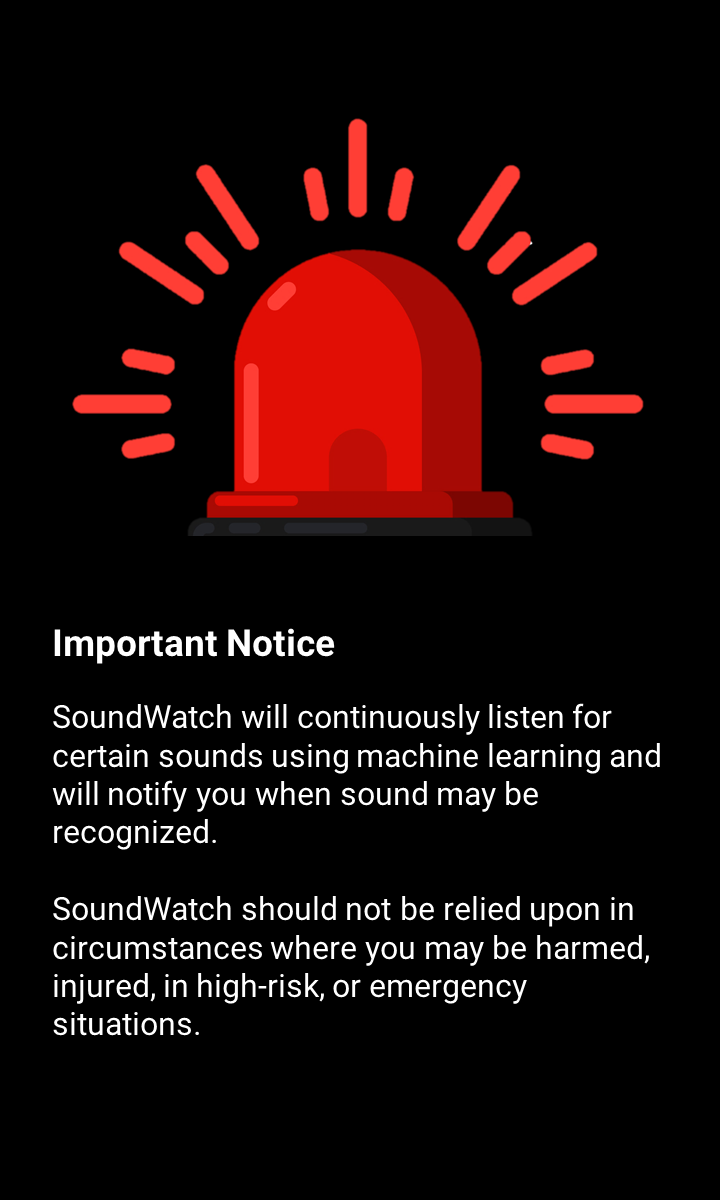 Important Notice
SoundWatch will continuously listen for
certain sounds using machine learning and
will notify you when sound may be
recognized.
SoundWatch should not be relied upon in
circumstances where you may be harmed,
injured, in high-risk, or emergency
situations.